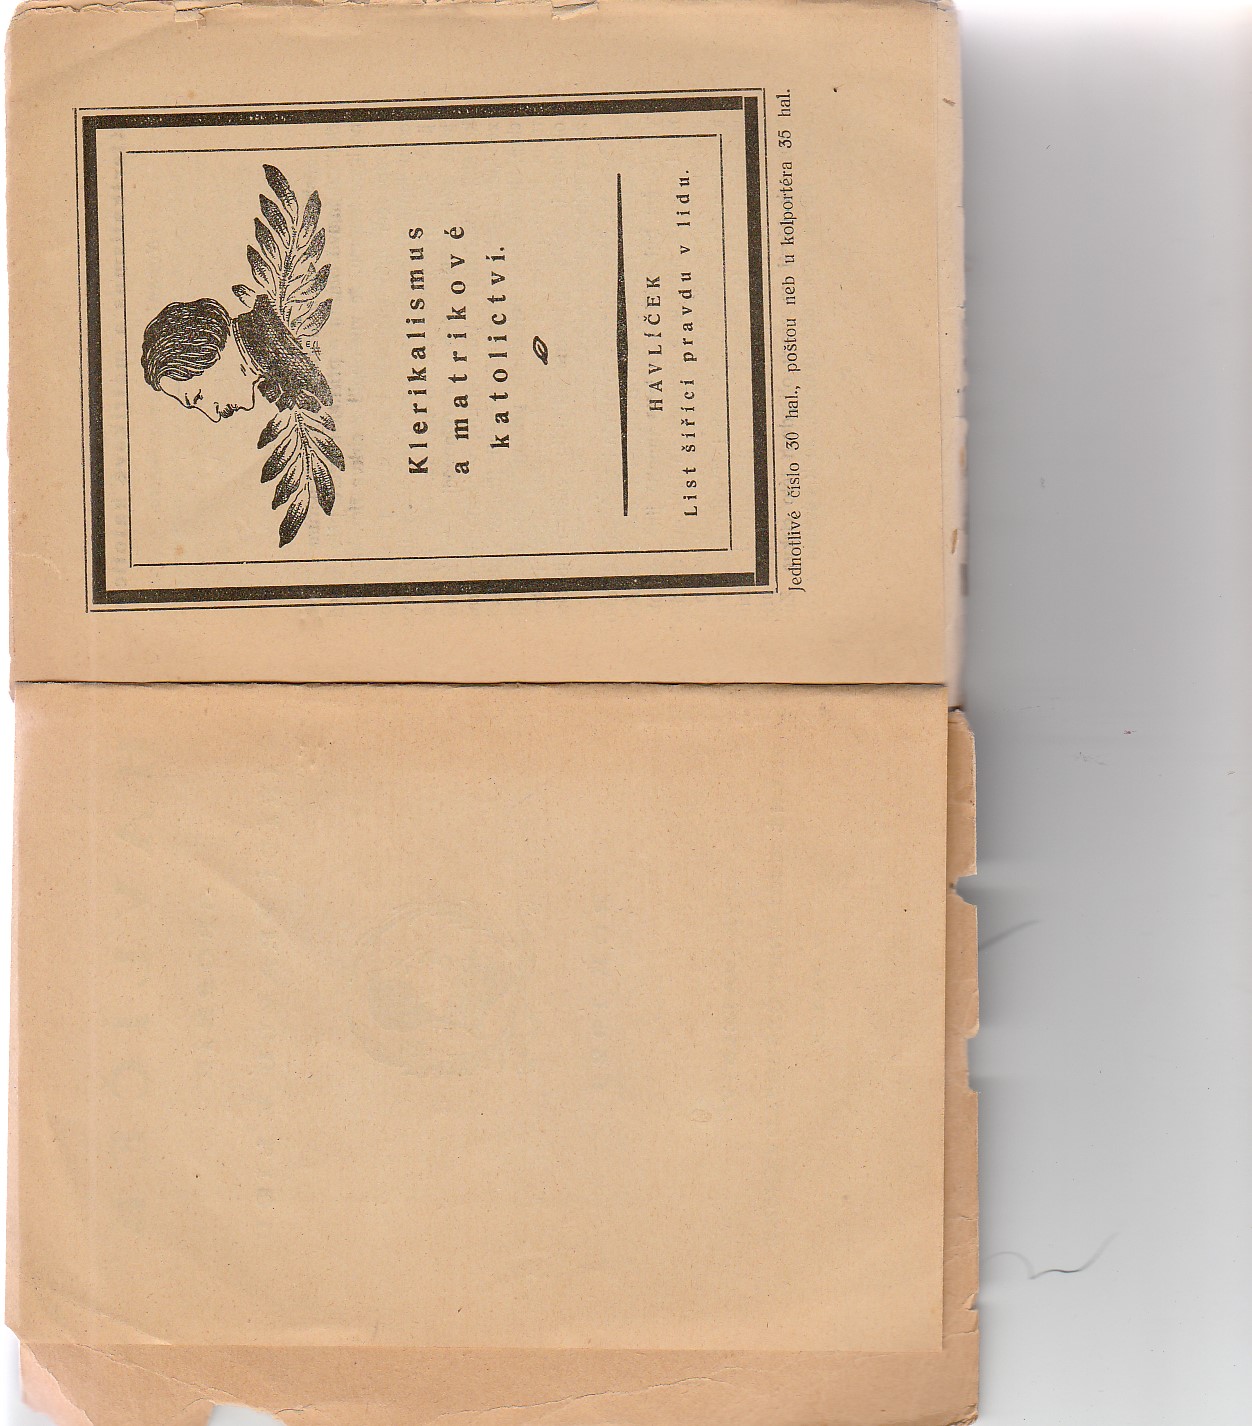 Klerikalismus
a matrikové
katolictví.
HAVLÍČEK
List šířící pravdu v lidu.
Jednotlivé číslo 30 hal., poštou neb u kolportéra 35 hal.